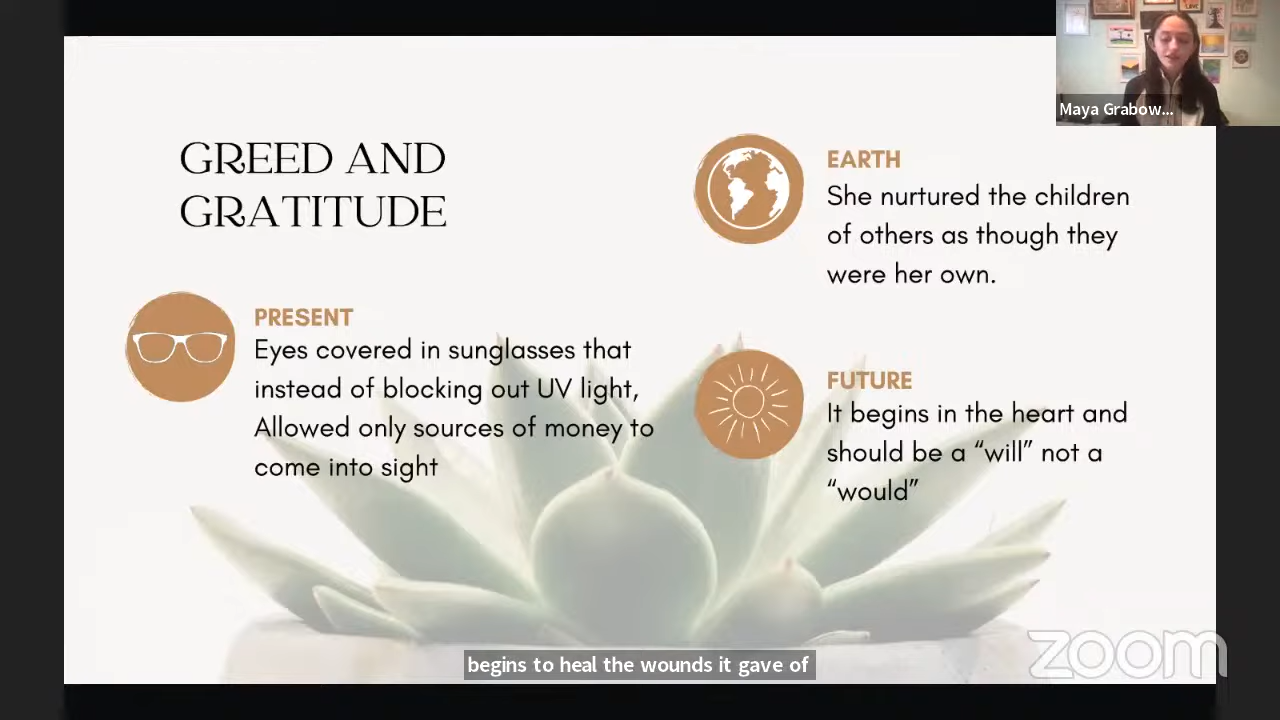 Maya Grabow...
GREED AND
GRATITUDE
PRESENT
Eyes covered in sunglasses that
instead of blocking out UV light,
Allowed only sources of money to
come into sight
EARTH
She nurtured the children
of others as though they
were her own.
FUTURE
It begins in the heart and
should be a “will” not a
“would”
begins to heal the wounds it gave of
zoom